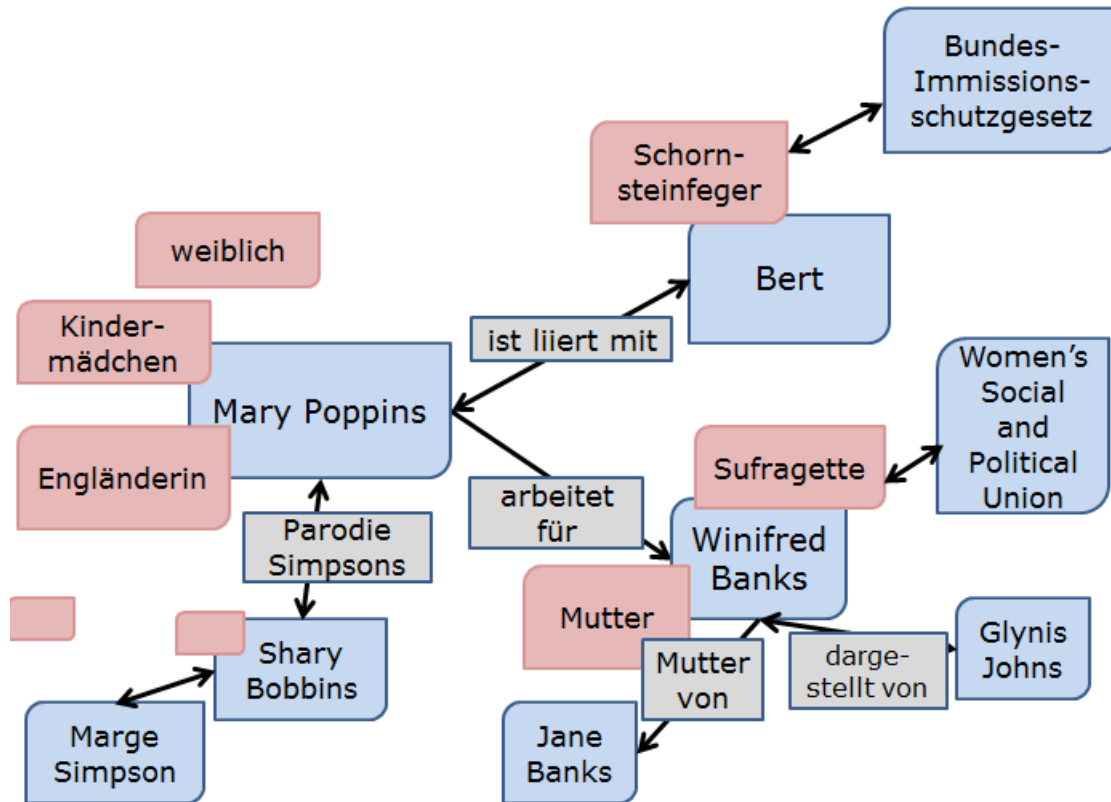 Bundes-
Immissions-
schutzgesetz
Schorn-
steinfeger
weiblich
Bert
Kinder-
mädchen
ist liiert mit
Mary Poppins
Women’s
Social
and
Political
Union
Engländerin
Sufragette
arbeitet
für
Parodie
Simpsons
Winifred
Banks
Mutter
Shary
Bobbins
Mutter
von
darge-
stellt von
Glynis
Johns
Marge
Simpson
Jane
Banks